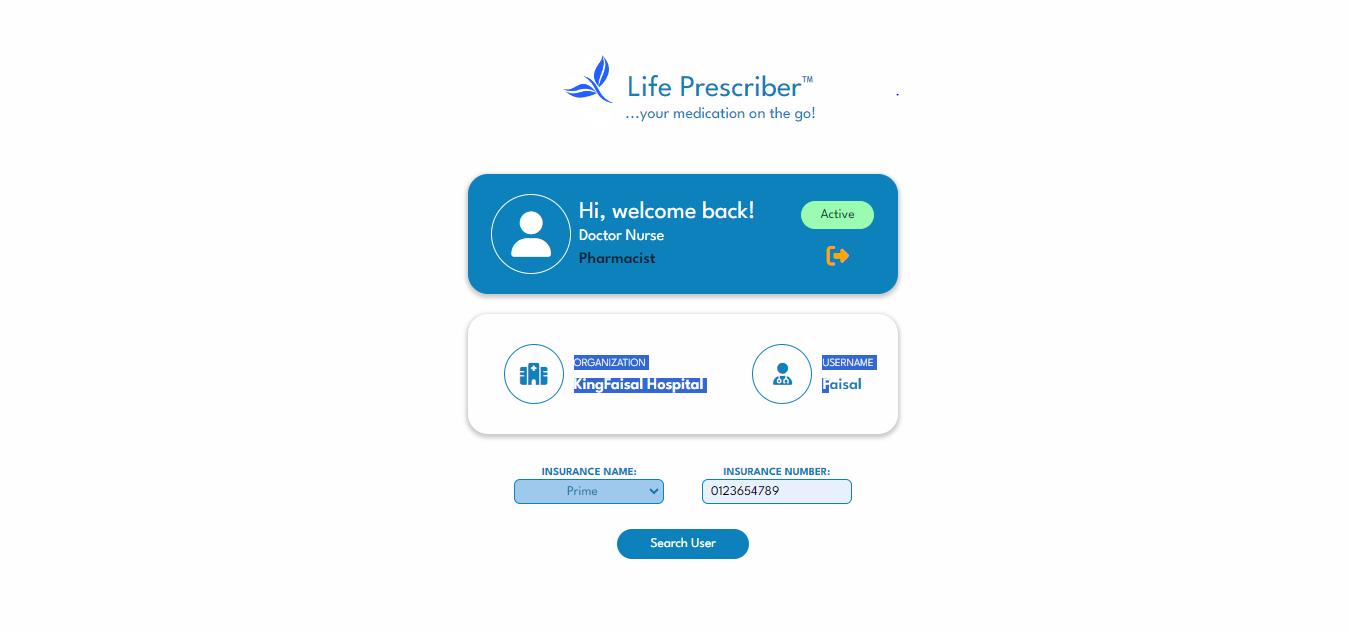 Life Prescriber™
...your medication on the go!
Hi, welcome back!
Active
Doctor Nurse
Pharmacist
ORGANIZATION
KingFaisal Hospital
USERNAME
Faisal
INSURANCE NAME:
Prime
INSURANCE NUMBER:
0123654789
Search User